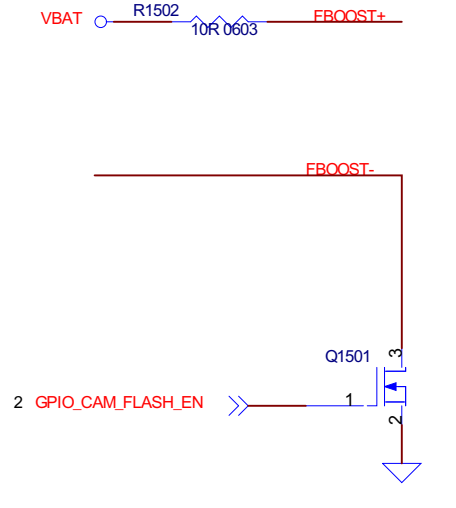 VBAT
R1502
10R 0603
FBOOST+
FBOOST-
Q1501
3
2 GPIO_CAM_FLASH_EN
1
2